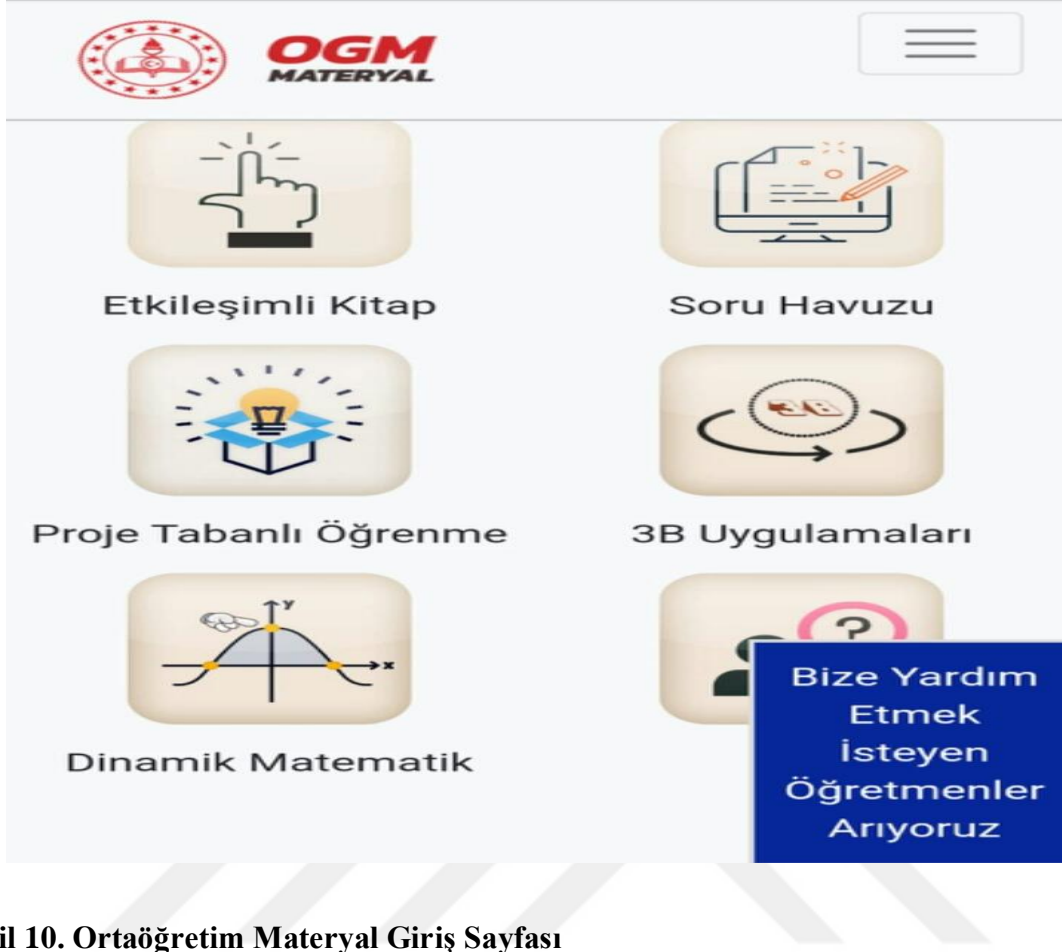 OGM
MATERYAL
Etkileşimli Kitap
Soru Havuzu
Proje Tabanlı Öğrenme
3B
3B Uygulamaları
Y
x
Dinamik Matematik
?
Bize Yardım
Etmek
İsteyen
Öğretmenler
Arıyoruz
il 10. Ortaöğretim Materyal Giriş Sayfası